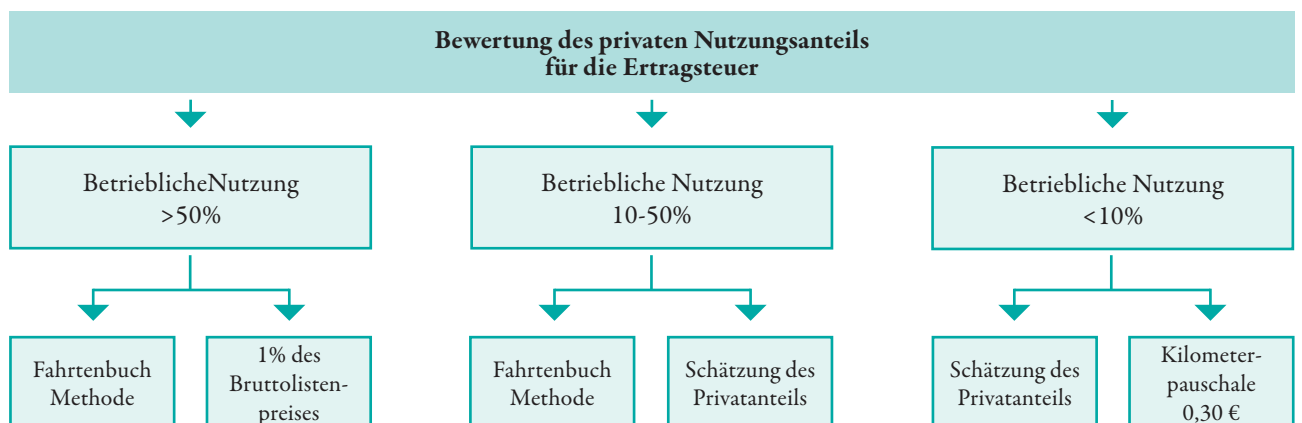 Bewertung des privaten Nutzungsanteils
für die Ertragsteuer
BetrieblicheNutzung
>50%
Betriebliche Nutzung
10-50%
Betriebliche Nutzung
<10%
Fahrtenbuch
Methode
1% des
Bruttolisten-
preises
Fahrtenbuch
Methode
Schätzung des
Privatanteils
Schätzung des
Privatanteils
Kilometer-
pauschale
0,30 €